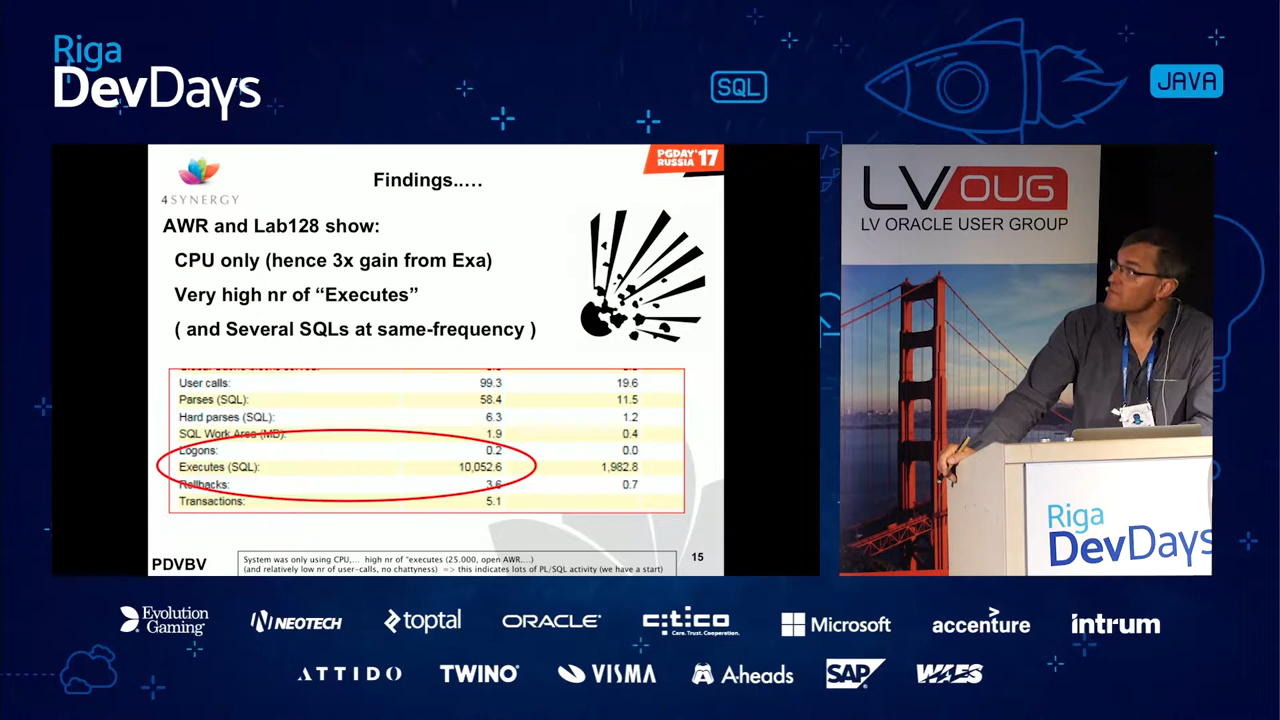 Riga
DevDays
SQL
JAVA
</>
4SYNERGY
PGDAY'17
RUSSIA
Findings.....
AWR and Lab128 show:
CPU only (hence 3x gain from Exa)
Very high nr of “Executes”
( and Several SQLs at same-frequency )
User calls: 99.3 19.6
Parses (SQL): 58.4 11.5
Hard parses (SQL): 6.3 1.2
SQL Work Area (MB): 1.9 0.4
Logons: 0.2 0.0
Executes (SQL): 10,052.6 1,982.8
Rollbacks: 3.6 0.7
Transactions: 5.1
PDVBV
System was only using CPU,... high nr of "executes (25.000, open AWR....)
(and relatively low nr of user-calls, no chattyness) => this indicates lots of PL/SQL activity (we have a start)
15
LVOUG
LV ORACLE USER GROUP
Riga
DevDays
Evolution
Gaming
NEOTECH
toptal
ORACLE
citico
Care. Trust. Cooperation.
Microsoft
accenture
intrum
ATTIDO
TWINO
VISMA
A-heads
SAP
WAES